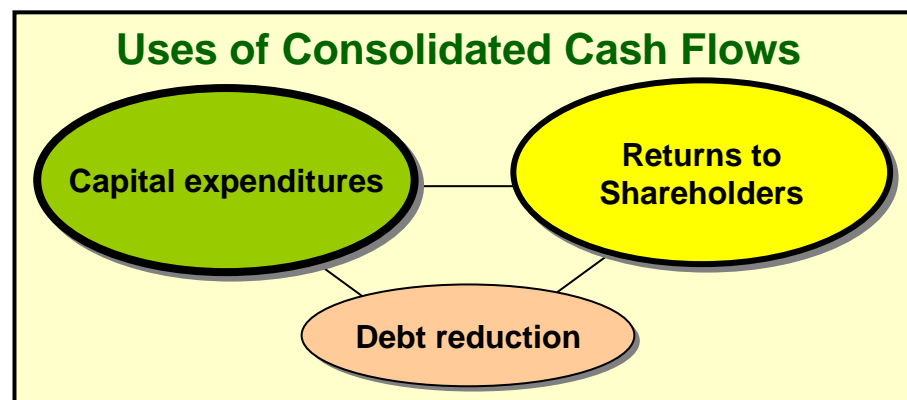 Uses of Consolidated Cash Flows
Capital expenditures
Returns to
Shareholders
Debt reduction